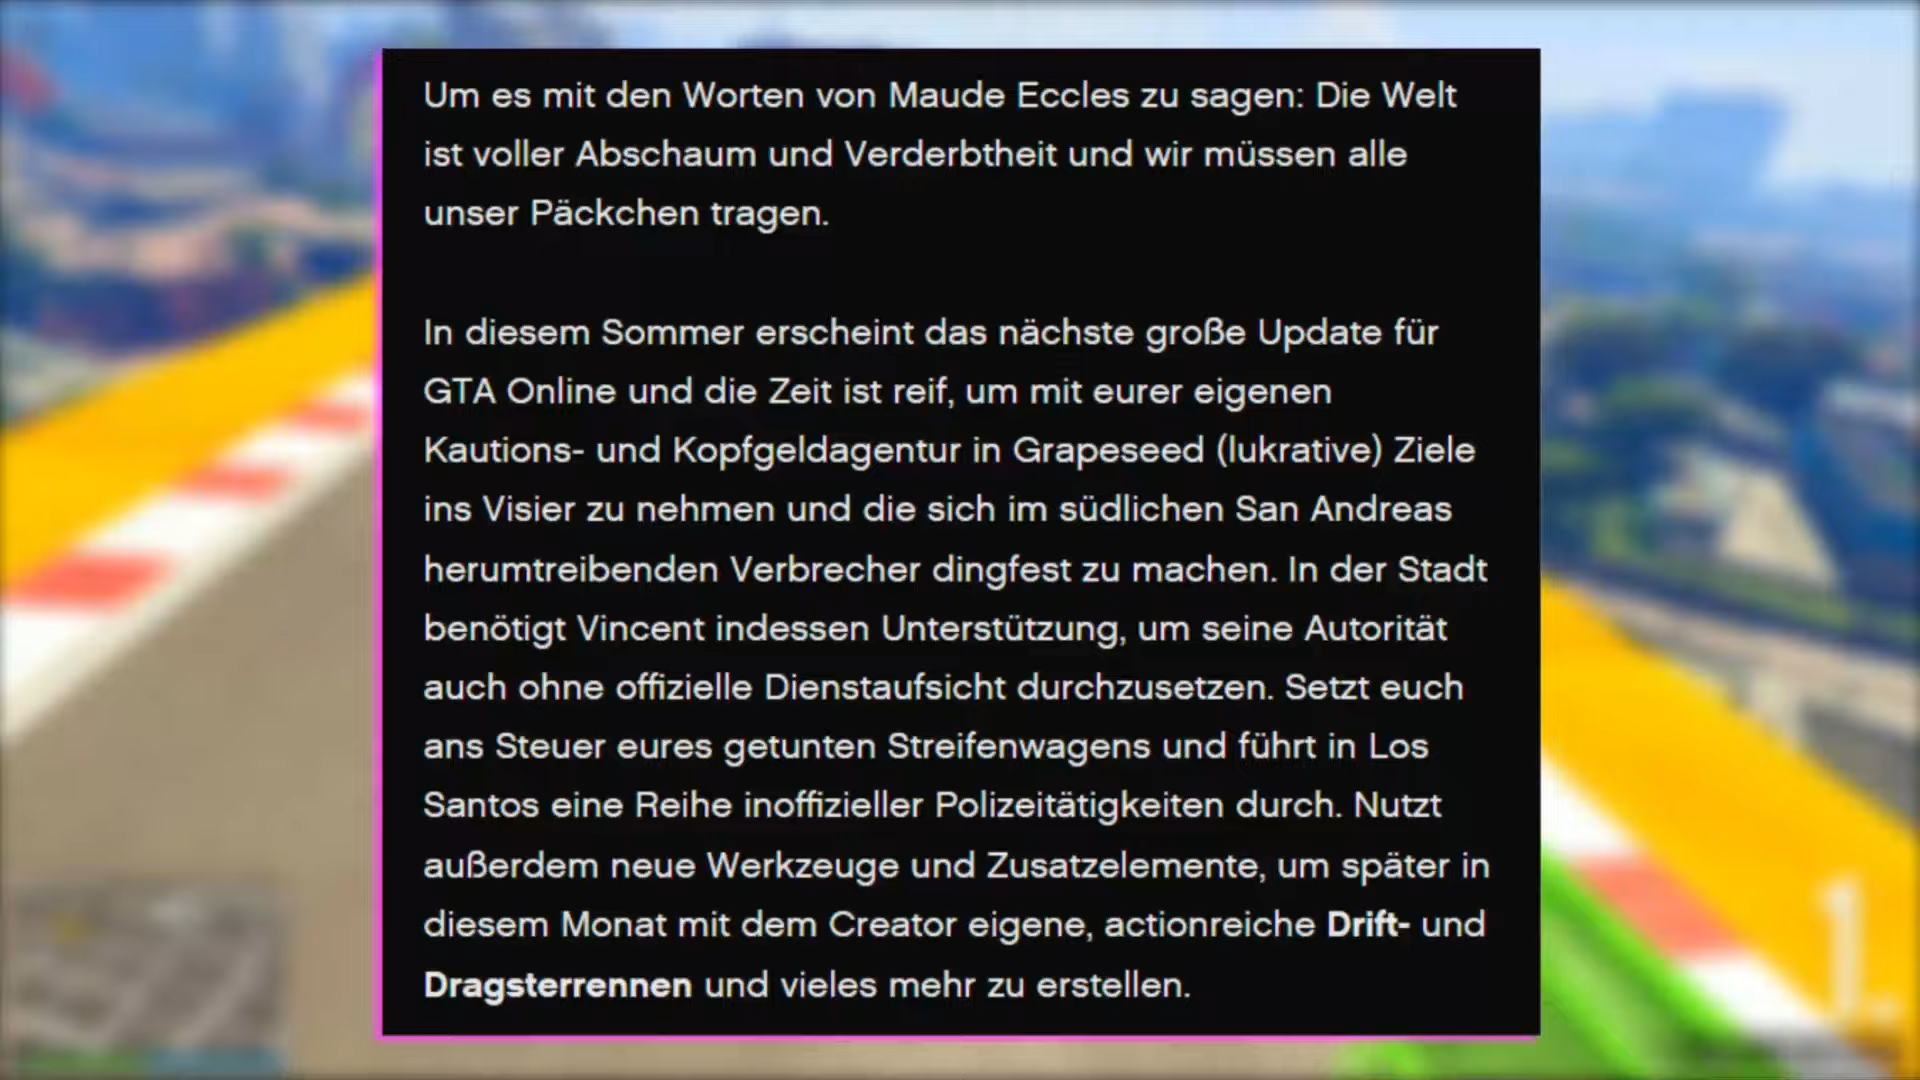 Um es mit den Worten von Maude Eccles zu sagen: Die Welt
ist voller Abschaum und Verderbtheit und wir müssen alle
unser Päckchen tragen.
In diesem Sommer erscheint das nächste große Update für
GTA Online und die Zeit ist reif, um mit eurer eigenen
Kautions- und Kopfgeldagentur in Grapeseed (lukrative) Ziele
ins Visier zu nehmen und die sich im südlichen San Andreas
herumtreibenden Verbrecher dingfest zu machen. In der Stadt
benötigt Vincent indessen Unterstützung, um seine Autorität
auch ohne offizielle Dienstaufsicht durchzusetzen. Setzt euch
ans Steuer eures getunten Streifenwagens und führt in Los
Santos eine Reihe inoffizieller Polizeitätigkeiten durch. Nutzt
außerdem neue Werkzeuge und Zusatzelemente, um später in
diesem Monat mit dem Creator eigene, actionreiche Drift- und
Dragsterrennen und vieles mehr zu erstellen.